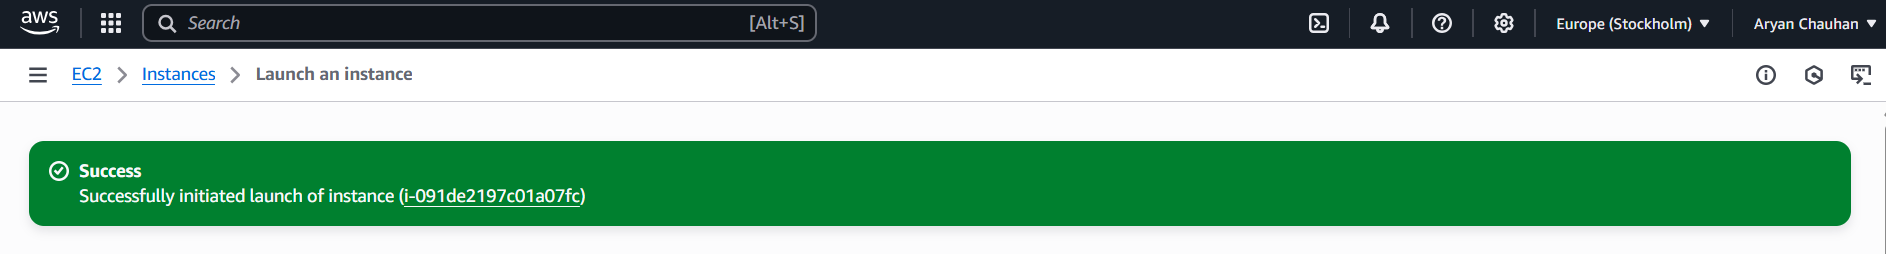 aws Search [Alt+S] Europe (Stockholm) Aryan Chauhan
EC2 Instances Launch an instance
Success
Successfully initiated launch of instance (i-091de2197c01a07fc)